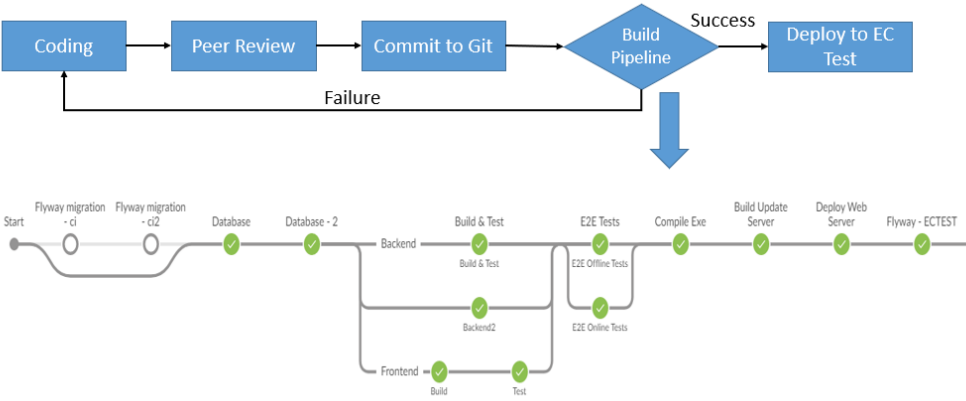 Coding
Peer Review
Commit to Git
Build
Pipeline
Success
Deploy to EC
Test
Failure
Start
Flyway migration
- ci
Flyway migration
- ci2
Database
Database - 2
Build & Test
E2E Tests
Compile Exe
Build Update
Server
Deploy Web
Server
Flyway - ECTEST
Backend
Build & Test
E2E Offline Tests
Backend2
E2E Online Tests
Frontend
Build
Test